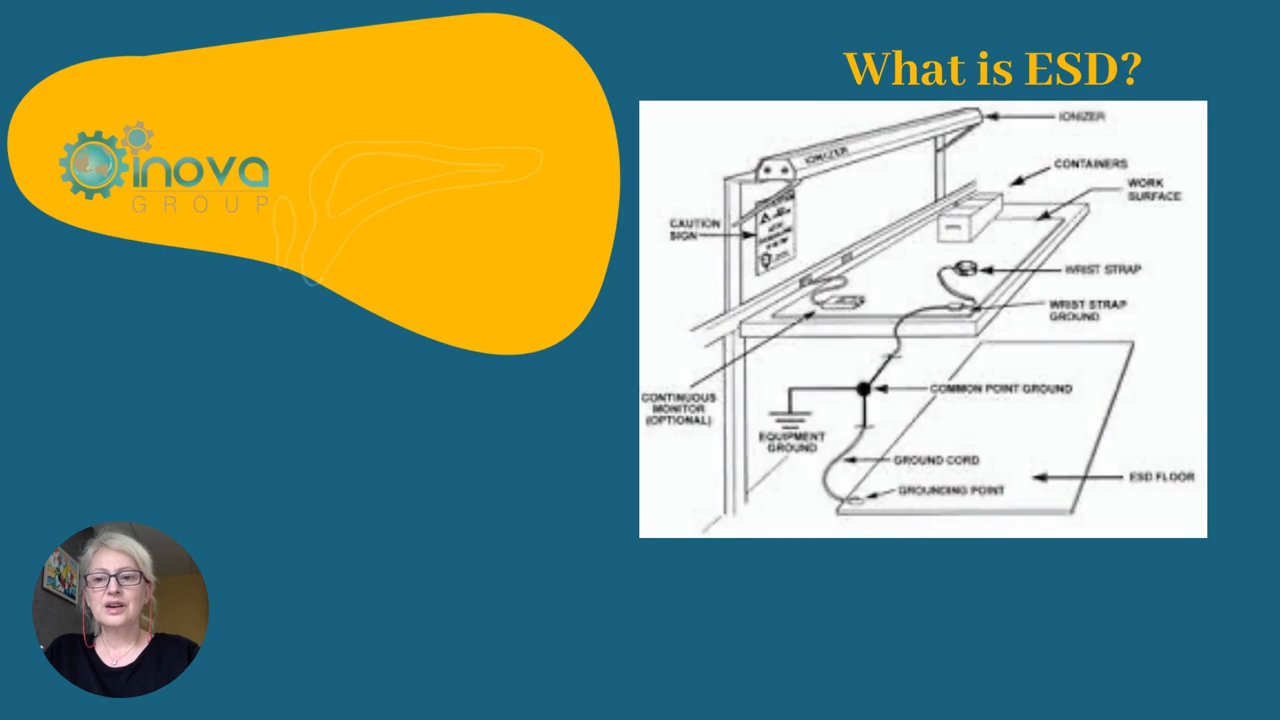 What is ESD?
inova
GROUP
IONIZER
IONIZER
CONTAINERS
WORK
SURFACE
CAUTION
SIGN
WRIST STRAP
WRIST STRAP
GROUND
COMMON POINT GROUND
CONTINUOUS
MONITOR
(OPTIONAL)
EQUIPMENT
GROUND
GROUND CORD
ESD FLOOR
GROUNDING POINT